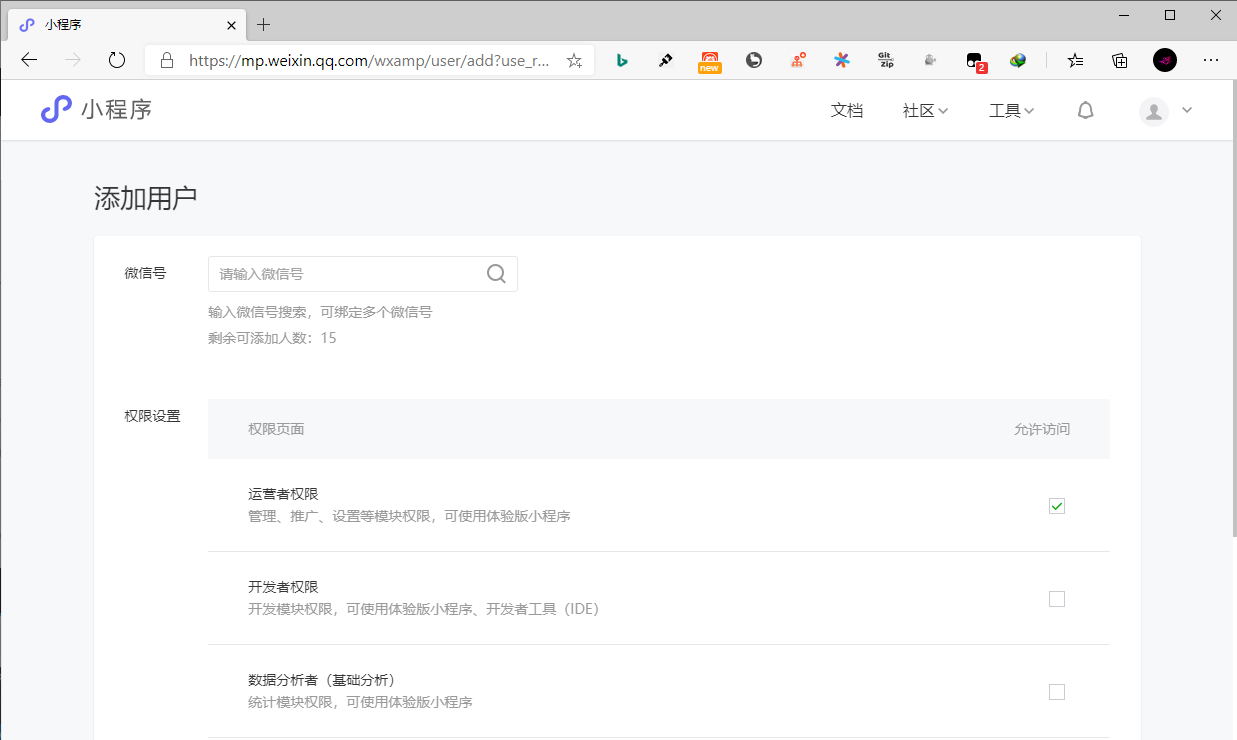 小程序
https://mp.weixin.qq.com/wxamp/user/add?use_r...
new
Git
zip
2
小程序
文档
社区
工具
添加用户
微信号
请输入微信号
输入微信号搜索，可绑定多个微信号
剩余可添加人数：15
权限设置
权限页面
允许访问
运营者权限
管理、推广、设置等模块权限，可使用体验版小程序
开发者权限
开发模块权限，可使用体验版小程序、开发者工具（IDE）
数据分析者（基础分析）
统计模块权限，可使用体验版小程序